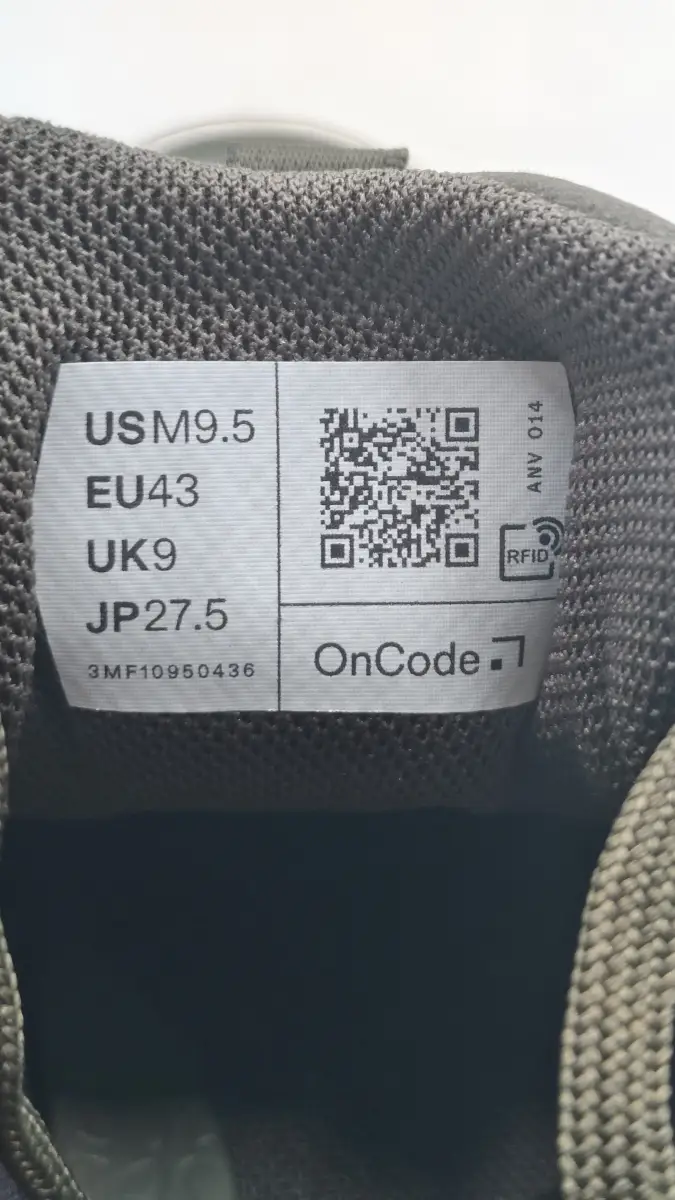 USM9.5
EU43
UK9
JP27.5
3MF10950436
ANV 014
RFID
OnCode